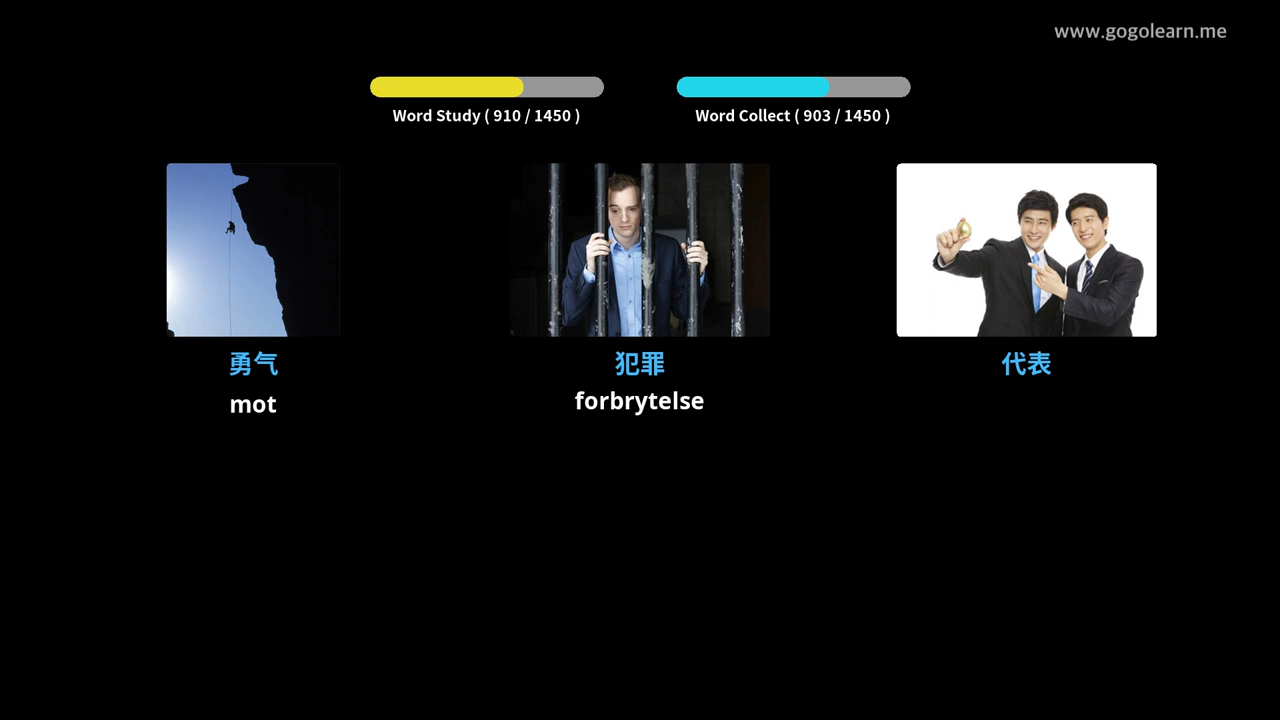 www.gogolearn.me
Word Study ( 910 / 1450 )
Word Collect ( 903 / 1450 )
勇气
犯罪
代表
mot
forbrytelse